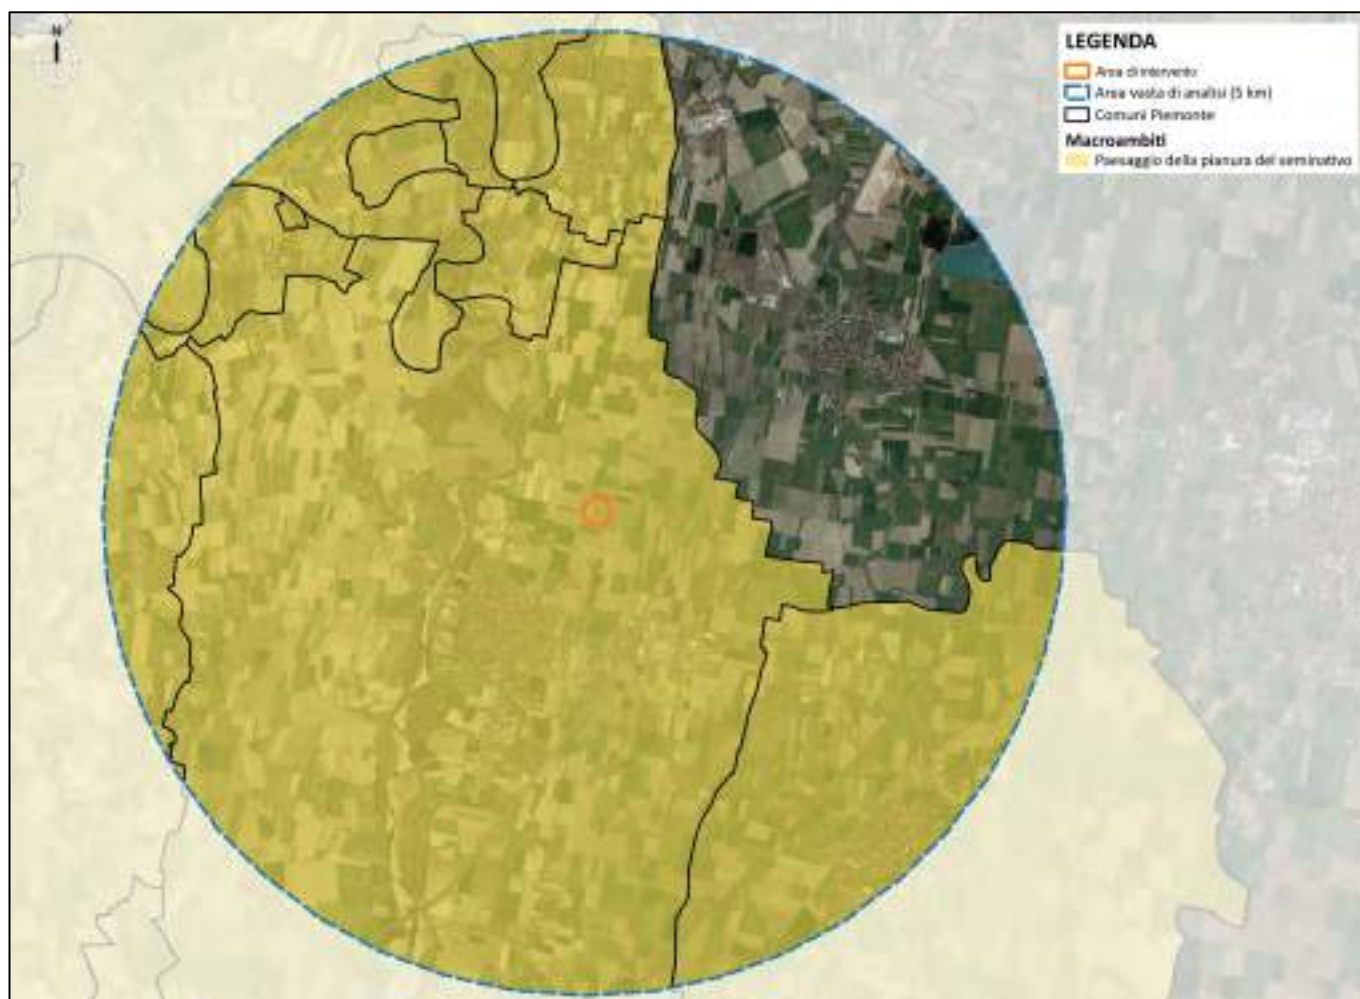 N
LEGENDA
Area di intervento
Area vasta di analisi (5 km)
Comuni Piemonte
Macroambiti
Paesaggio della pianura del seminativo